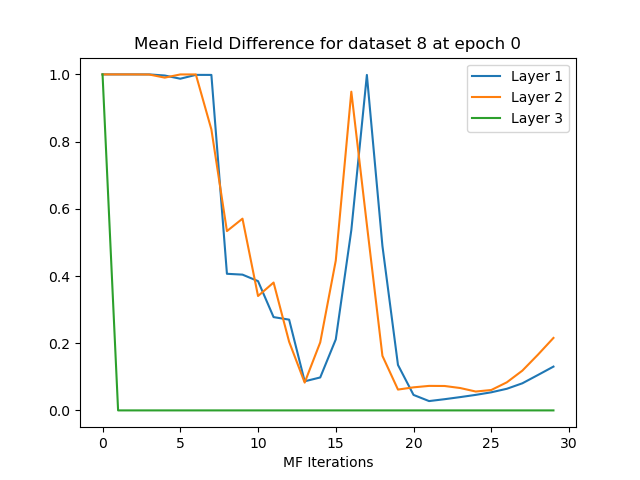 Mean Field Difference for dataset 8 at epoch 0
Layer 1
Layer 2
Layer 3
1.0
0.8
0.6
0.4
0.2
0.0
0 5 10 15 20 25 30
MF Iterations